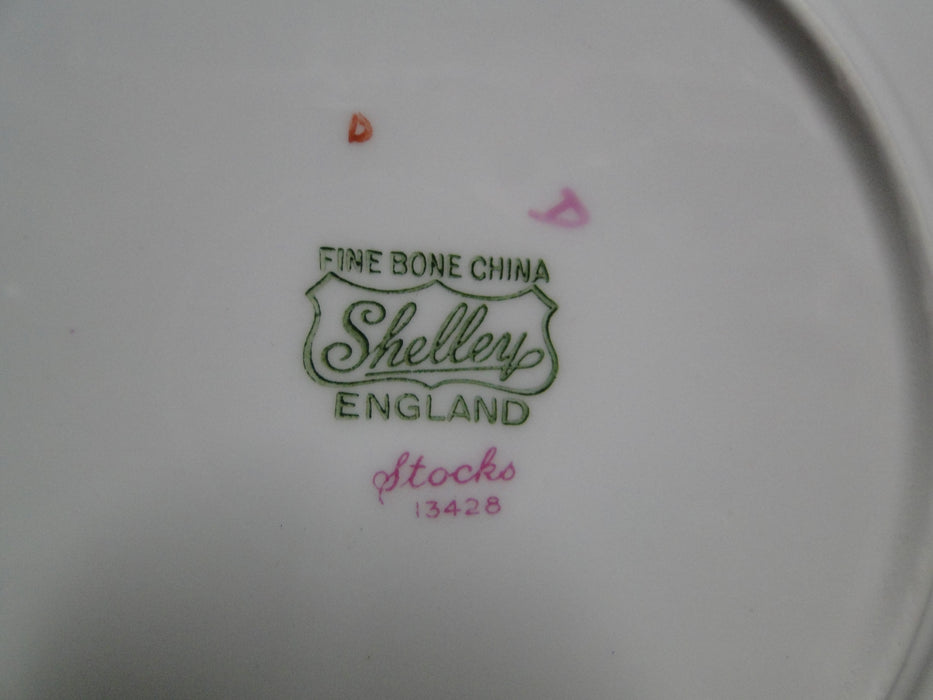 D
D
FINE BONE CHINA
Shelley
ENGLAND
Stocks
13428